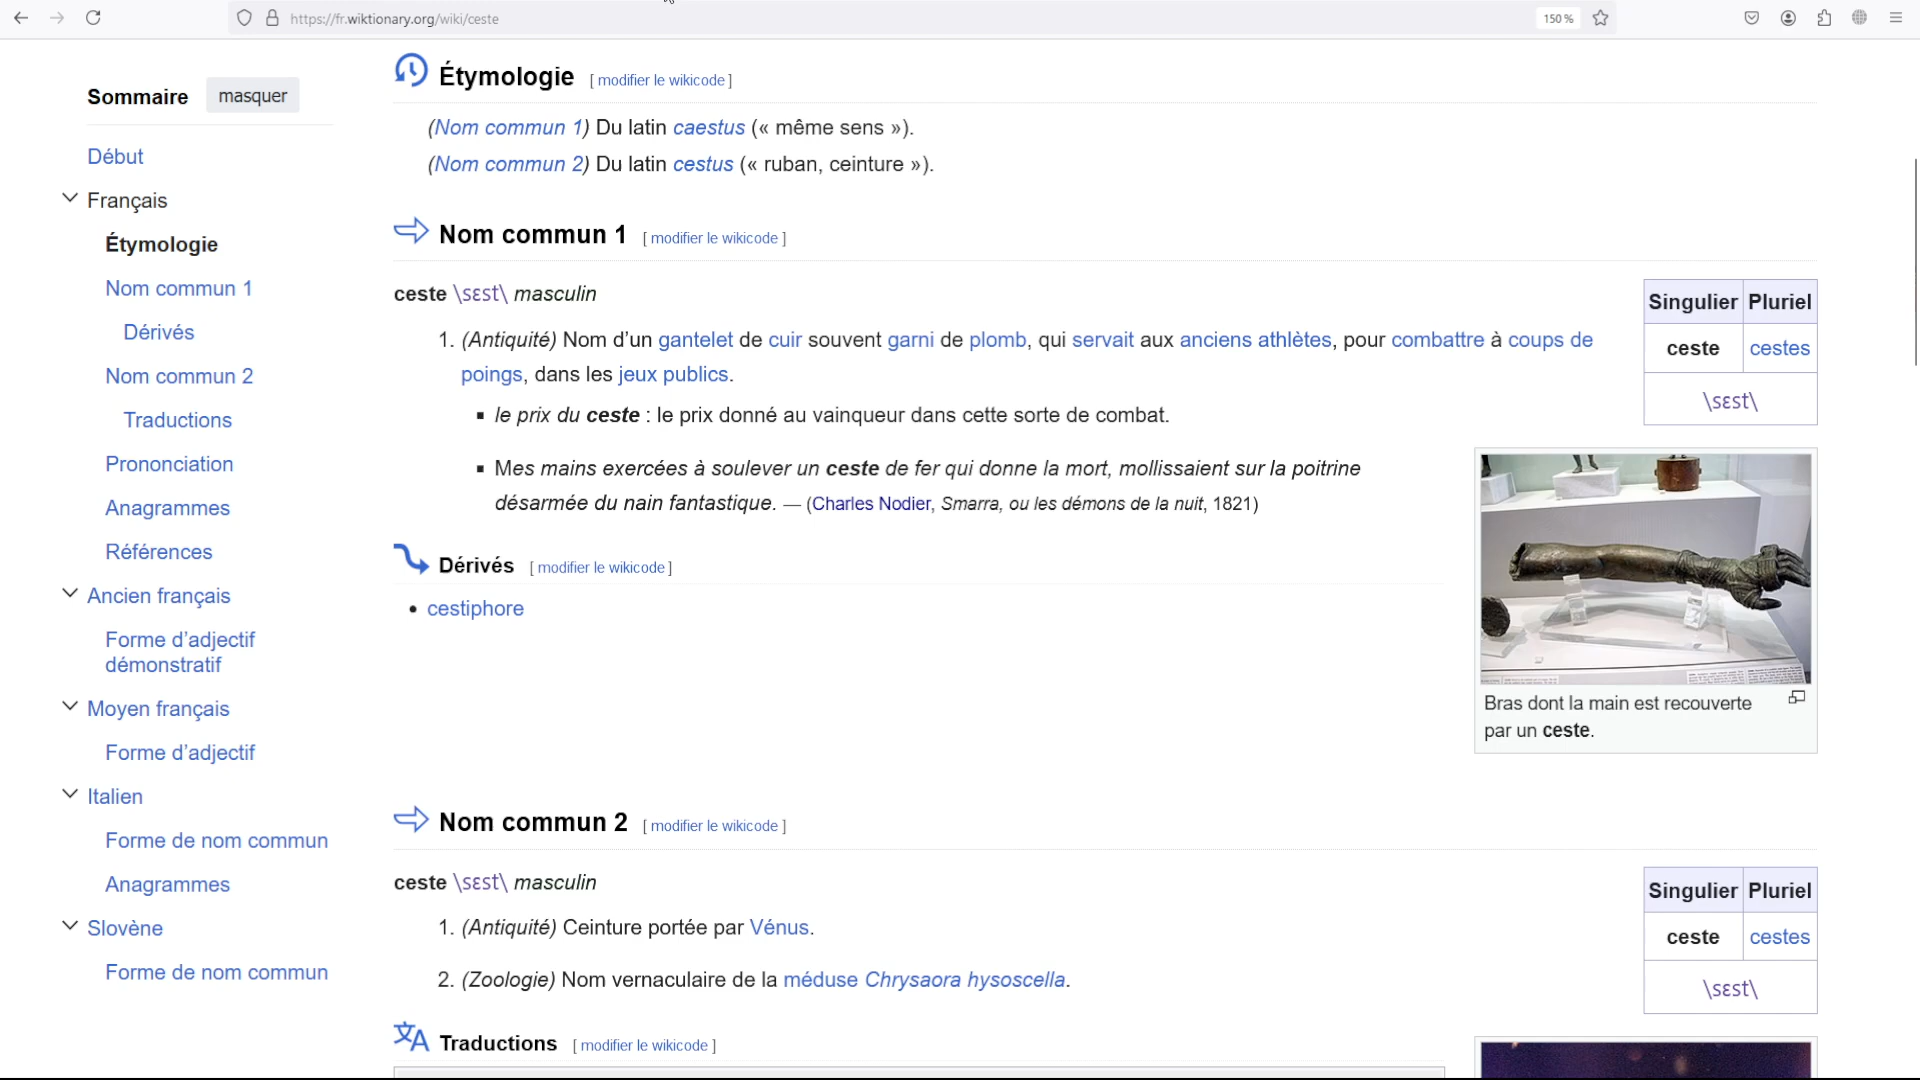 https://fr.wiktionary.org/wiki/ceste
150 %
Sommaire masquer
Début
Français
Étymologie
Nom commun 1
Dérivés
Nom commun 2
Traductions
Prononciation
Anagrammes
Références
Ancien français
Forme d'adjectif
démonstratif
Moyen français
Forme d'adjectif
Italien
Forme de nom commun
Anagrammes
Slovène
Forme de nom commun
Étymologie [ modifier le wikicode ]
(Nom commun 1) Du latin caestus (« même sens »).
(Nom commun 2) Du latin cestus (« ruban, ceinture »).
Nom commun 1 [ modifier le wikicode ]
ceste \sɛst\ masculin
1. (Antiquité) Nom d'un gantelet de cuir souvent garni de plomb, qui servait aux anciens athlètes, pour combattre à coups de
poings, dans les jeux publics.
▪ le prix du ceste : le prix donné au vainqueur dans cette sorte de combat.
▪ Mes mains exercées à soulever un ceste de fer qui donne la mort, mollissaient sur la poitrine
désarmée du nain fantastique. — (Charles Nodier, Smarra, ou les démons de la nuit, 1821)
Singulier Pluriel
ceste cestes
\sɛst\
Bras dont la main est recouverte
par un ceste.
Dérivés [ modifier le wikicode ]
• cestiphore
Nom commun 2 [ modifier le wikicode ]
ceste \sɛst\ masculin
1. (Antiquité) Ceinture portée par Vénus.
2. (Zoologie) Nom vernaculaire de la méduse Chrysaora hysoscella.
Singulier Pluriel
ceste cestes
\sɛst\
Traductions [ modifier le wikicode ]